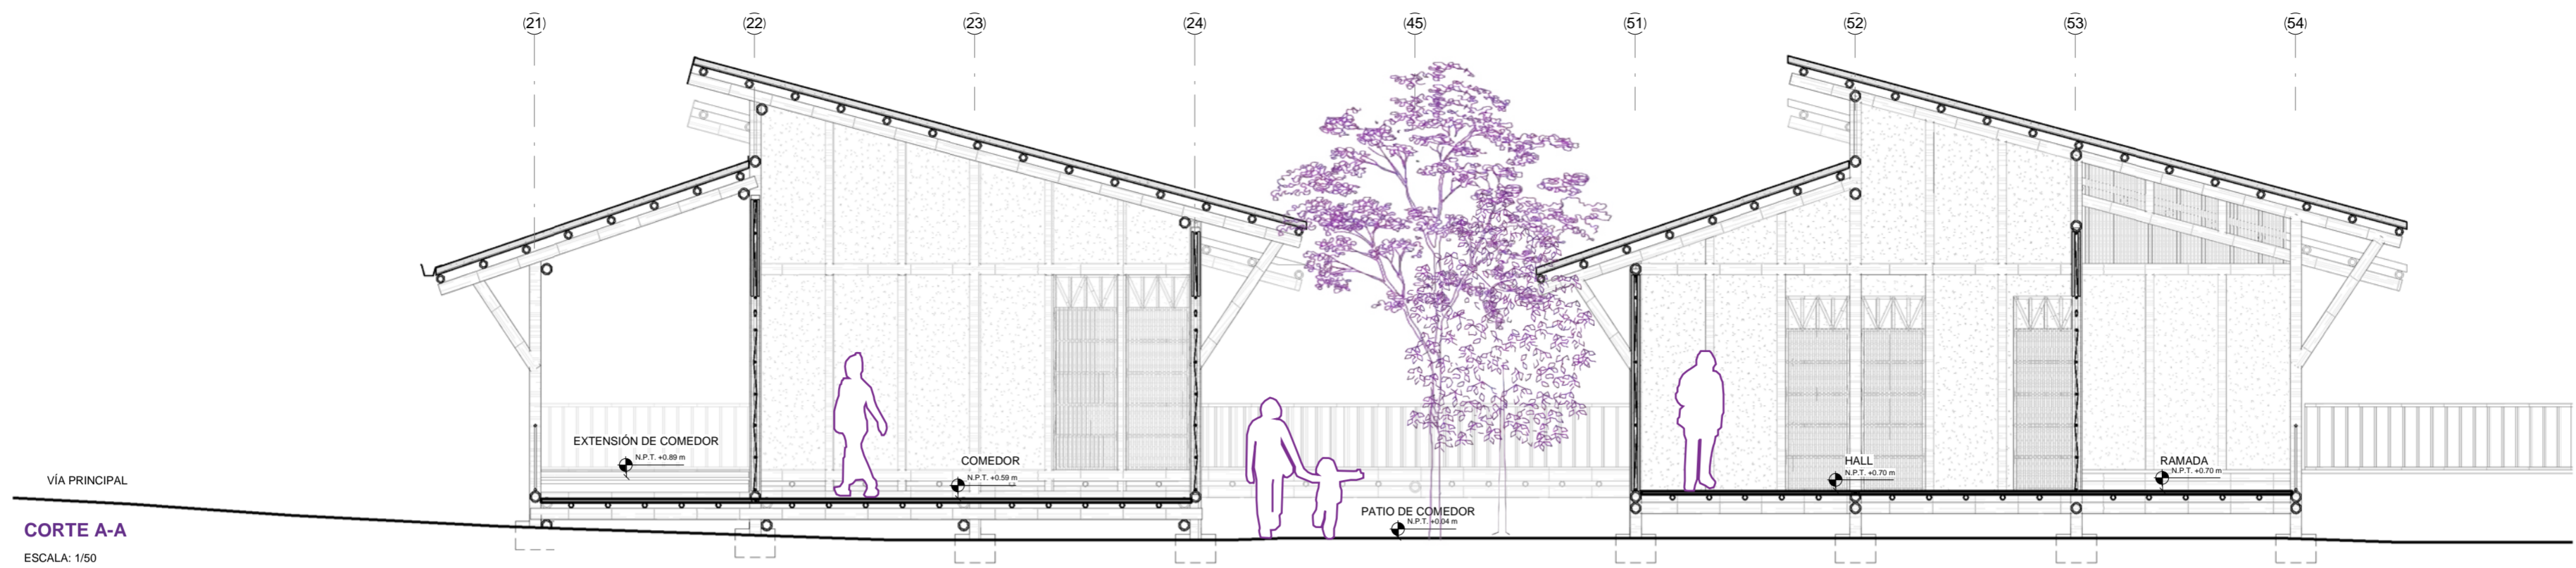 (21) (22) (23) (24) (45) (51) (52) (53) (54)
EXTENSIÓN DE COMEDOR
N.P.T. +0.89 m
COMEDOR
N.P.T. +0.59 m
HALL
N.P.T. +0.70 m
RAMADA
N.P.T. +0.70 m
VÍA PRINCIPAL
PATIO DE COMEDOR
N.P.T. +0.04 m
CORTE A-A
ESCALA: 1/50